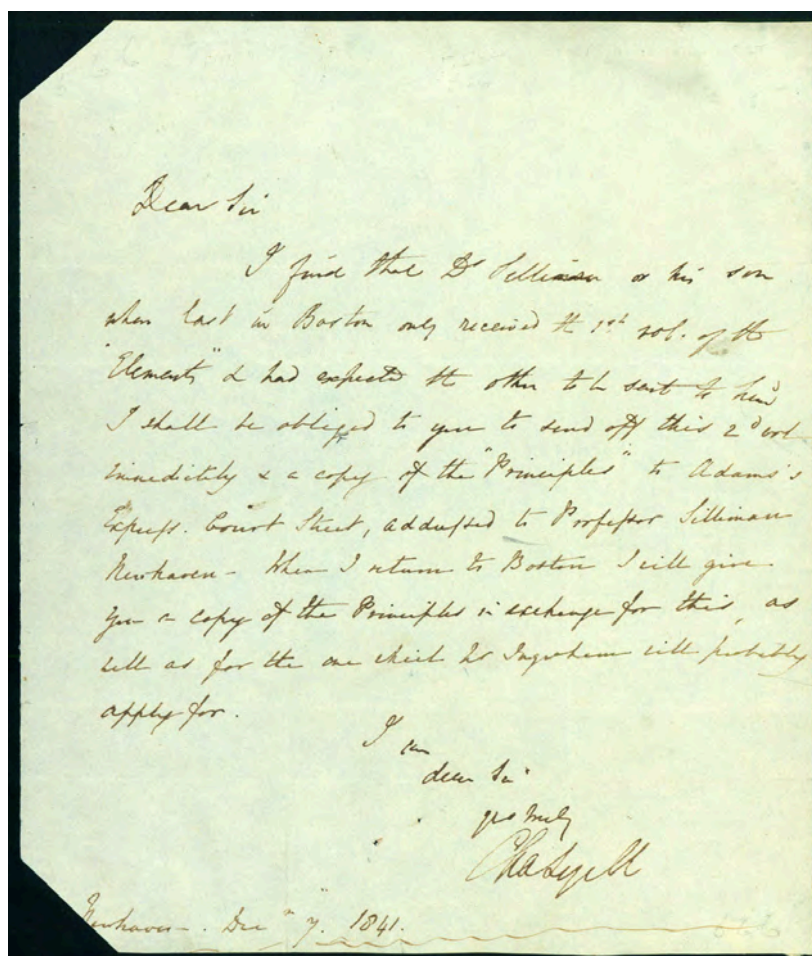 Dear Sir
I find that Dr Silliman or his son
when last in Boston only received the 1st vol. of the
"Elements" & had expected the other to be sent to him
I shall be obliged to you to send off this 2d vol
immediately & a copy of the "Principles" to Adams's
Express. Court Street, addressed to Professor Silliman
Newhaven - When I return to Boston I will give
you a copy of the Principles in exchange for this, as
well as for the one which Mr Ingraham will probably
apply for.
I am
dear Sir
yrs truly
Cha Lyell
Newhaven - . Decr 7. 1841.